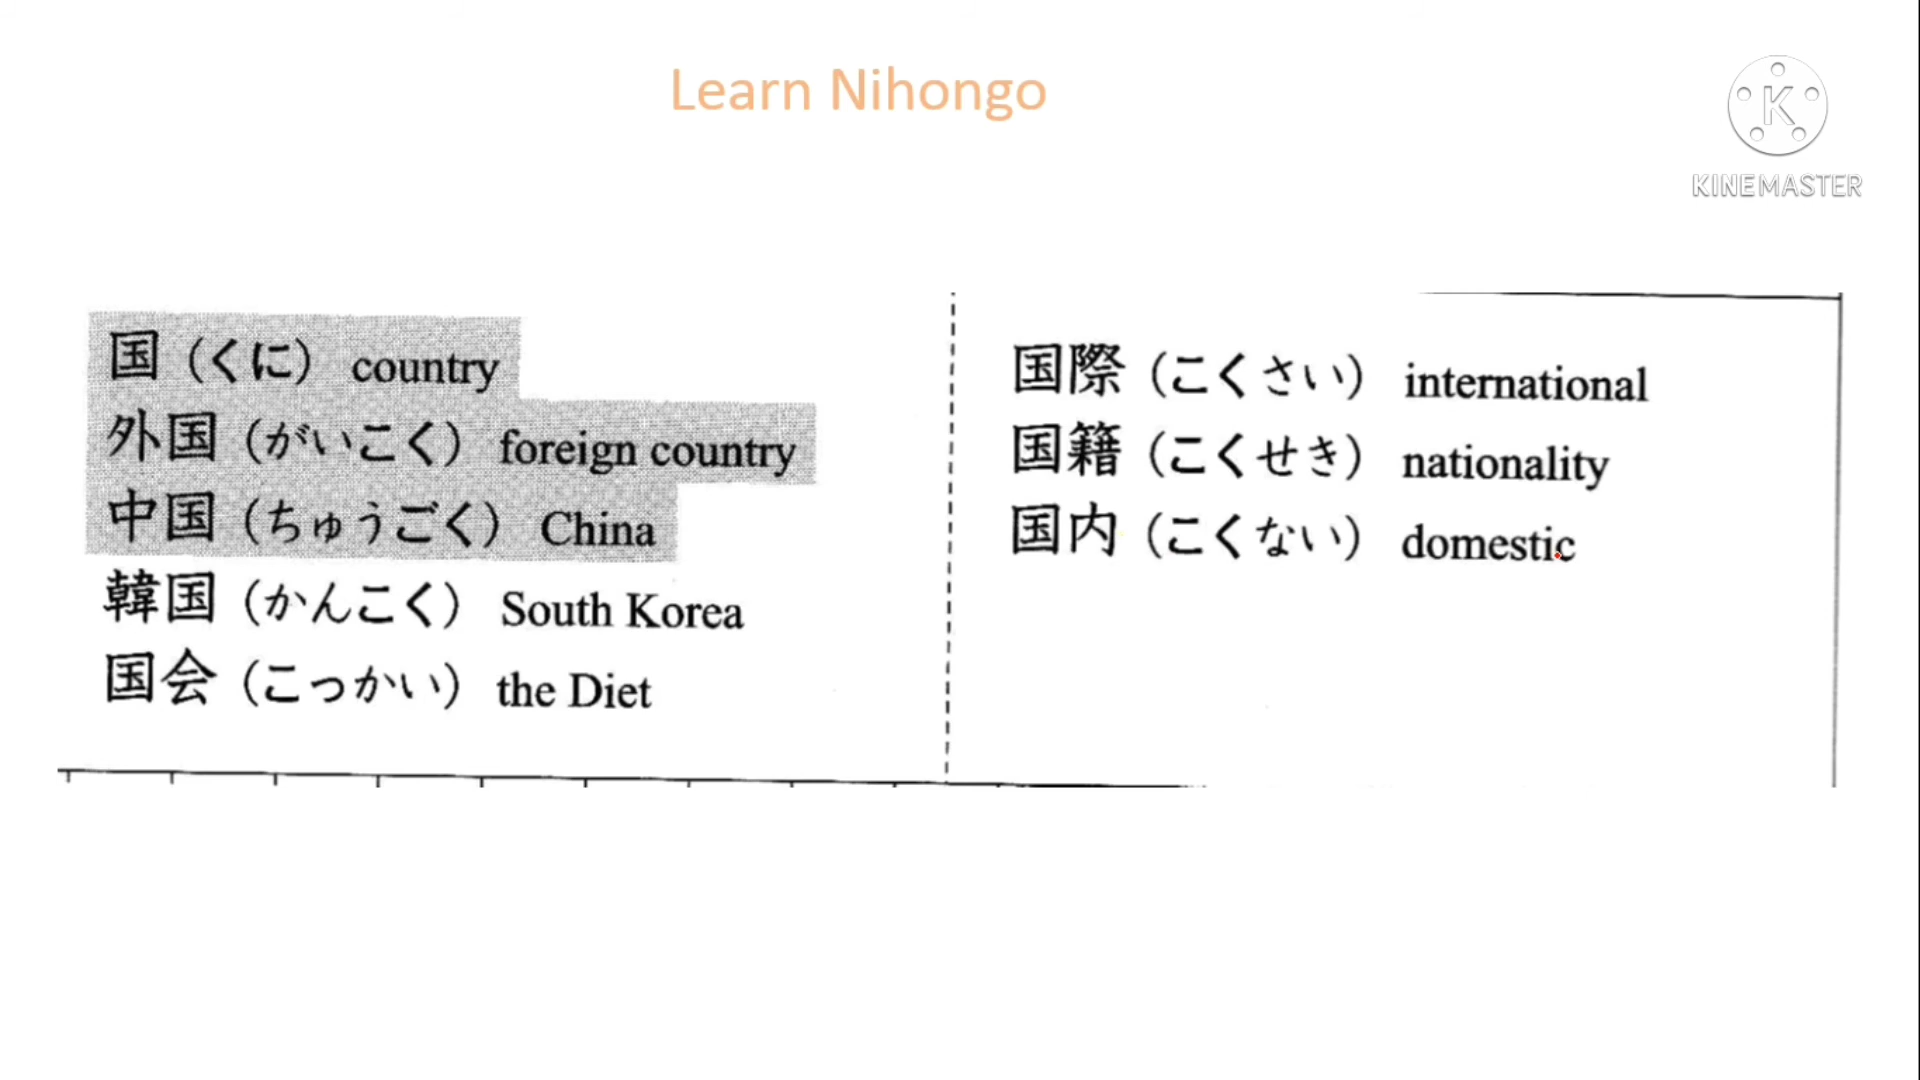 Learn Nihongo
K
KINEMASTER
国（くに） country
外国（がいこく） foreign country
中国（ちゅうごく） China
韓国（かんこく） South Korea
国会（こっかい） the Diet
国際（こくさい） international
国籍（こくせき） nationality
国内（こくない） domestic